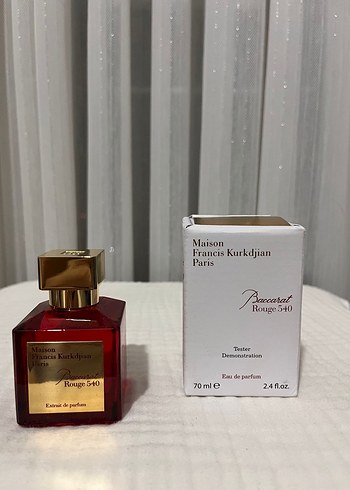 Maison
Francis Kurkdjian
Paris
Baccarat
Rouge 540
Extrait de parfum
Maison
Francis Kurkdjian
Paris
Baccarat
Rouge 540
Tester
Demonstration
Eau de parfum
70 ml ℮ 2.4 fl.oz.